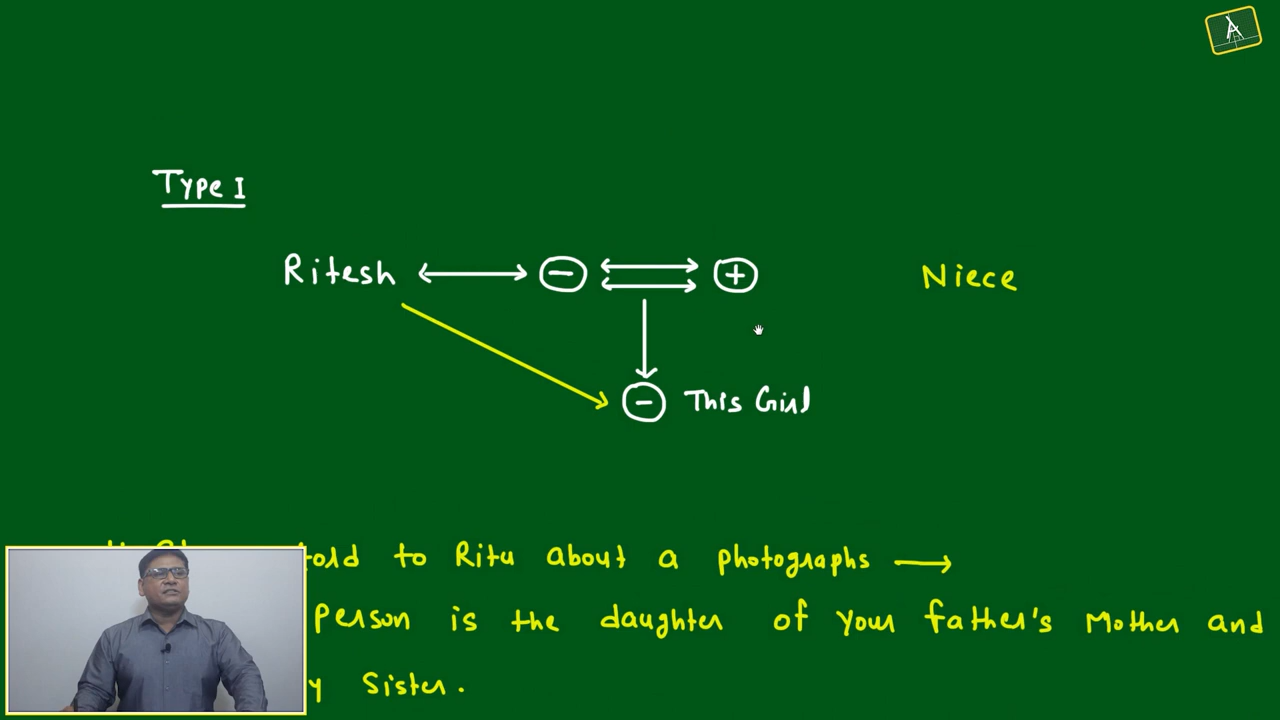 Type I
Ritesh Niece
This Girl
told to Ritu about a photographs
person is the daughter of your father's Mother and
Sister.